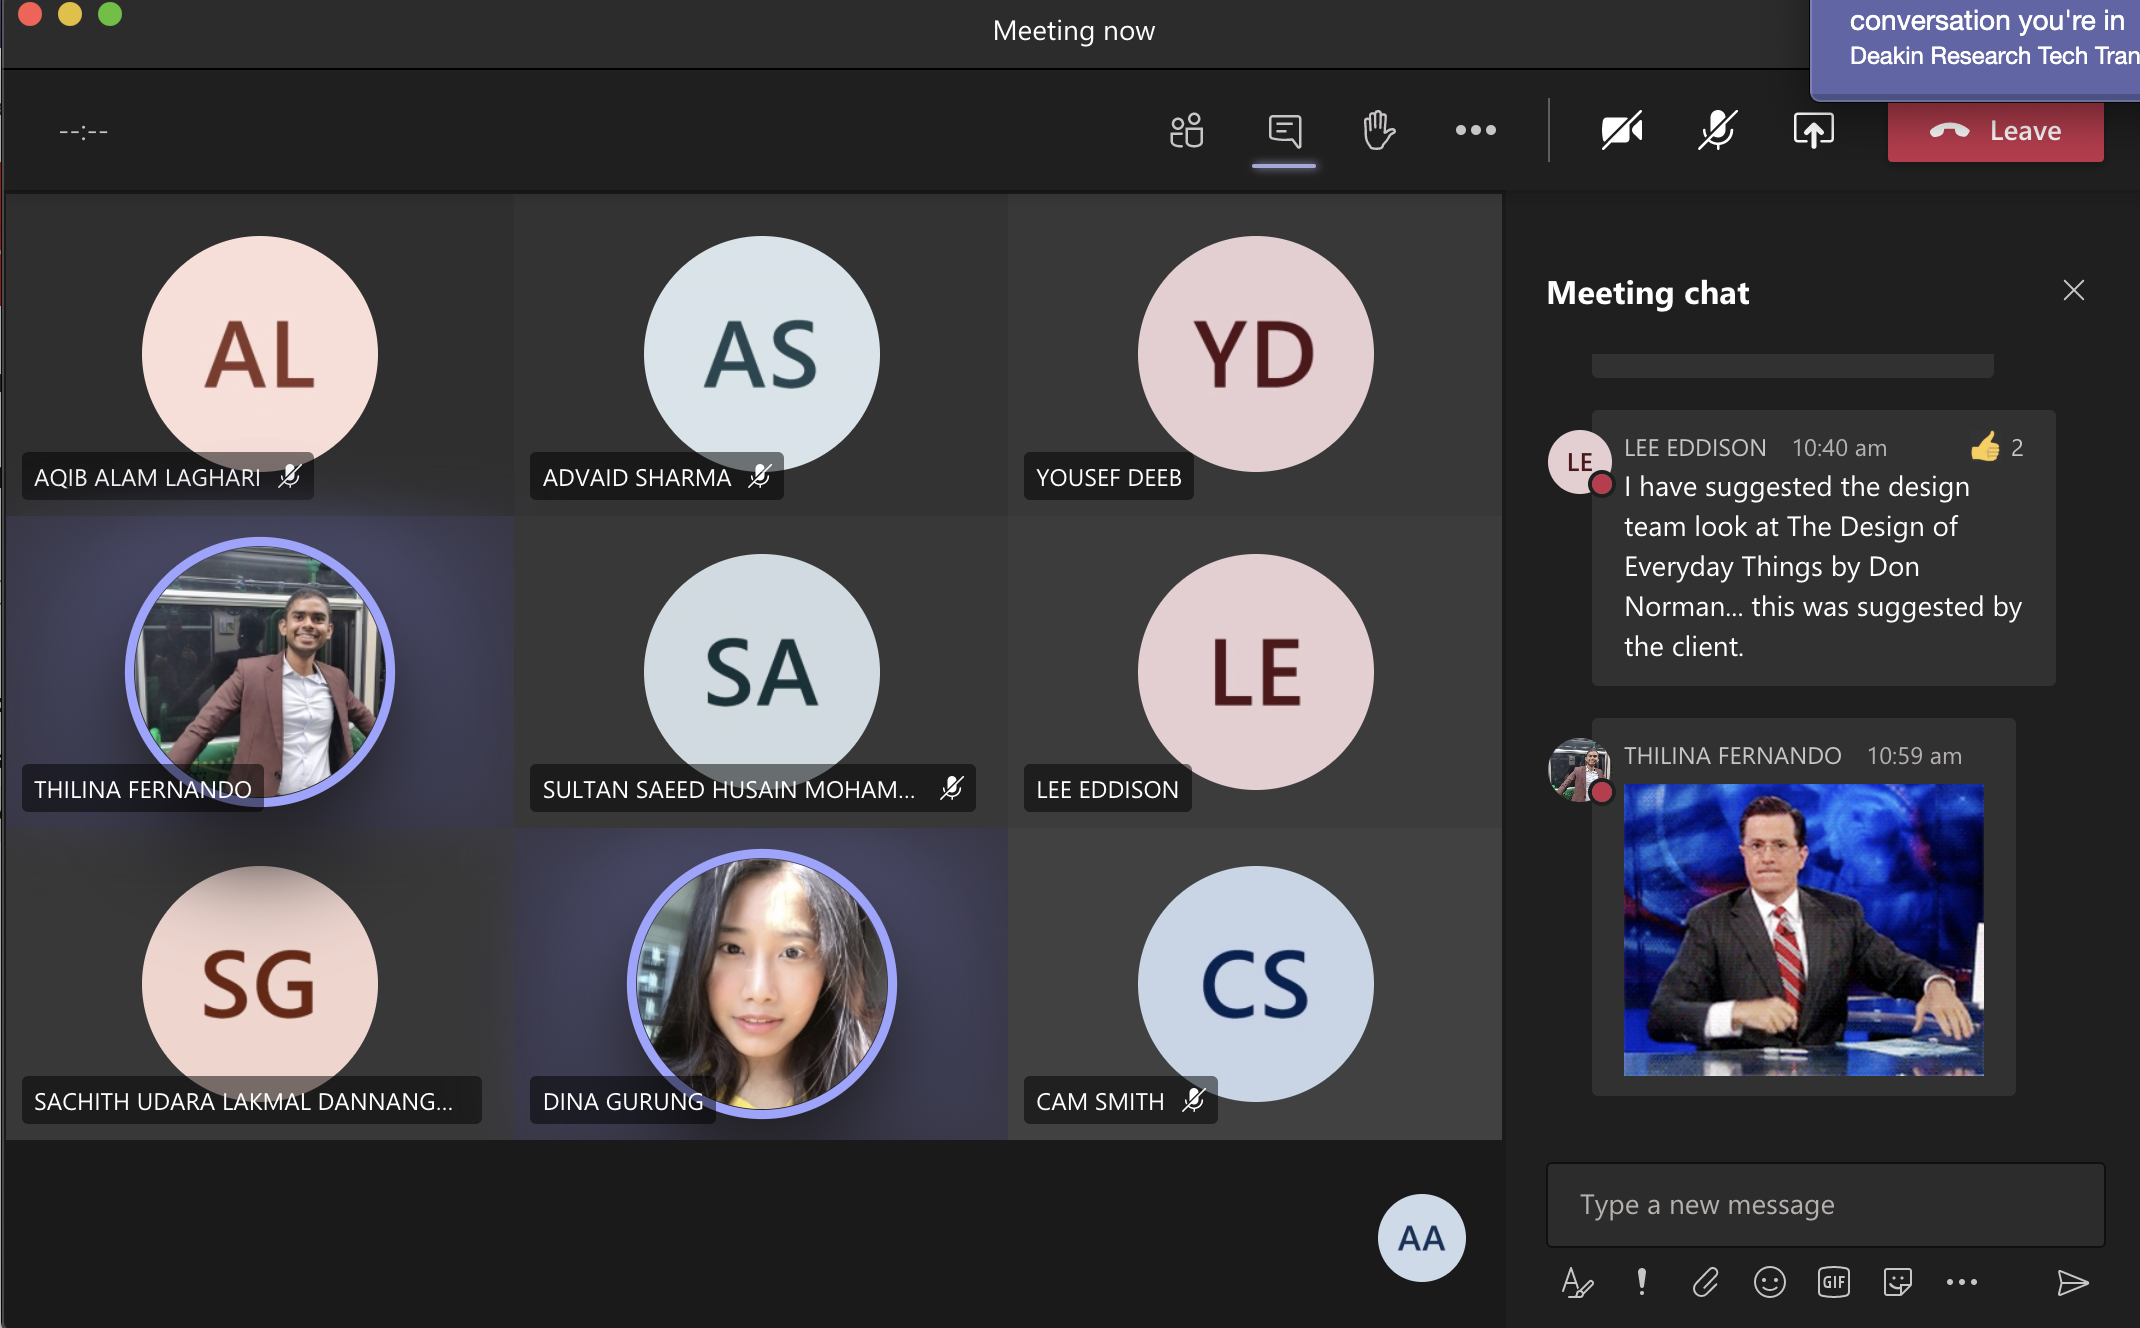 Meeting now
conversation you're in
Deakin Research Tech Tran
--:--
Leave
AL
AQIB ALAM LAGHARI
AS
ADVAID SHARMA
YD
YOUSEF DEEB
THILINA FERNANDO
SA
SULTAN SAEED HUSAIN MOHAM...
LE
LEE EDDISON
SG
SACHITH UDARA LAKMAL DANNANG...
DINA GURUNG
CS
CAM SMITH
AA
Meeting chat
LE
LEE EDDISON 10:40 am 👍 2
I have suggested the design
team look at The Design of
Everyday Things by Don
Norman... this was suggested by
the client.
THILINA FERNANDO 10:59 am
Type a new message
GIF